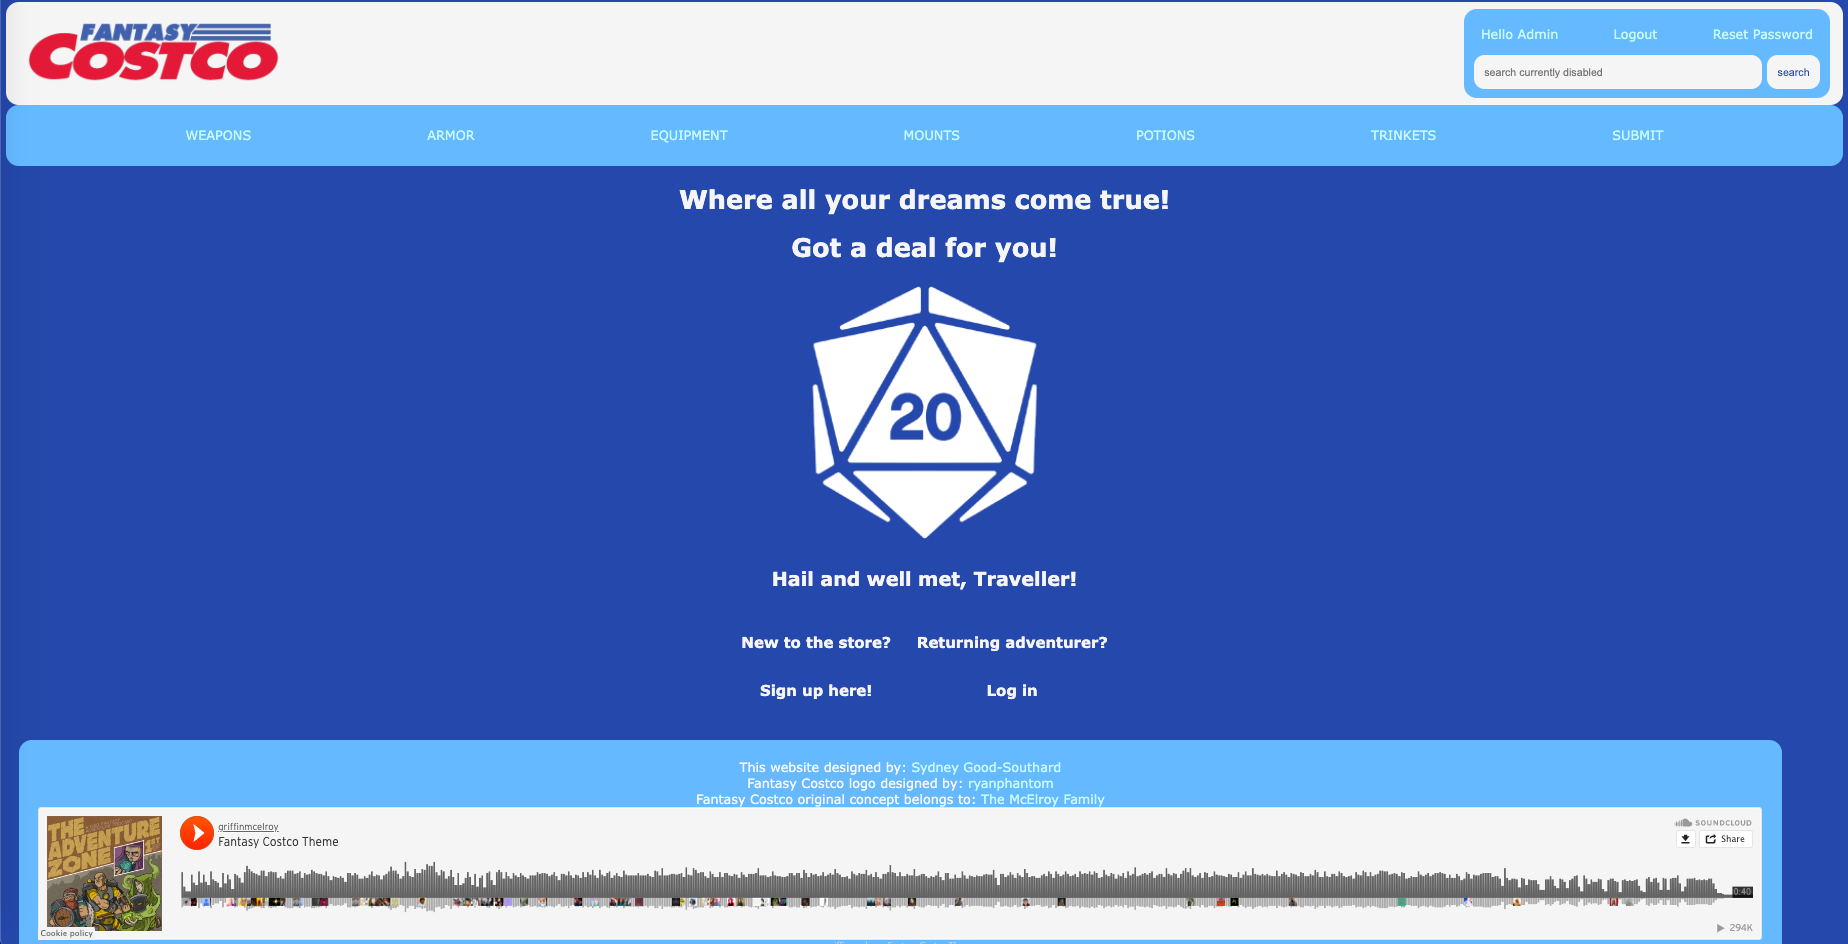 FANTASY
COSTCO
Hello Admin Logout Reset Password
search currently disabled search
WEAPONS ARMOR EQUIPMENT MOUNTS POTIONS TRINKETS SUBMIT
Where all your dreams come true!
Got a deal for you!
20
Hail and well met, Traveller!
New to the store? Returning adventurer?
Sign up here! Log in
This website designed by: Sydney Good-Southard
Fantasy Costco logo designed by: ryanphantom
Fantasy Costco original concept belongs to: The McElroy Family
THE
ADVENTURE
ZONE
griffinmcelroy
Fantasy Costco Theme
SOUNDCLOUD
Share
0:40
Cookie policy
294K